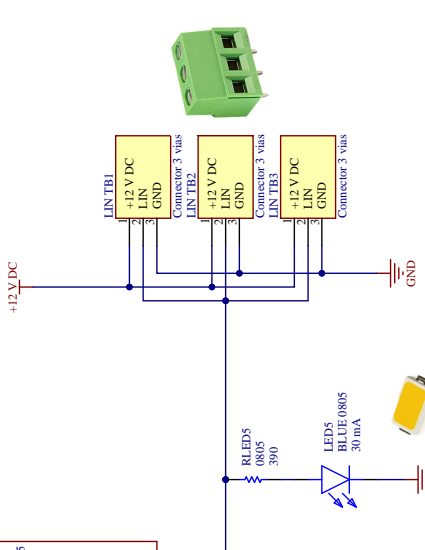 LIN TB1
+12 V DC
LIN
GND
1
2
3
Connector 3 vias
LIN TB2
+12 V DC
LIN
GND
1
2
3
Connector 3 vias
LIN TB3
+12 V DC
LIN
GND
1
2
3
Connector 3 vias
+12 V DC
GND
RLED5
0805
390
LED5
BLUE 0805
30 mA